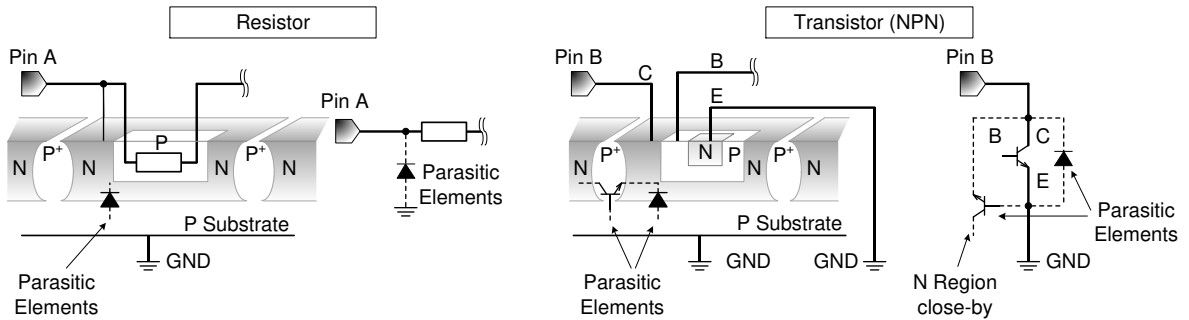 Resistor
Transistor (NPN)
Pin A
Pin B
Pin B
C
B
E
Pin A
P
N
P+
N
N
P+
N
N
P+
N
P
N
P+
N
B
C
E
Parasitic
Elements
P Substrate
P Substrate
GND
GND
GND
GND
Parasitic
Elements
Parasitic
Elements
N Region
close-by
Parasitic
Elements